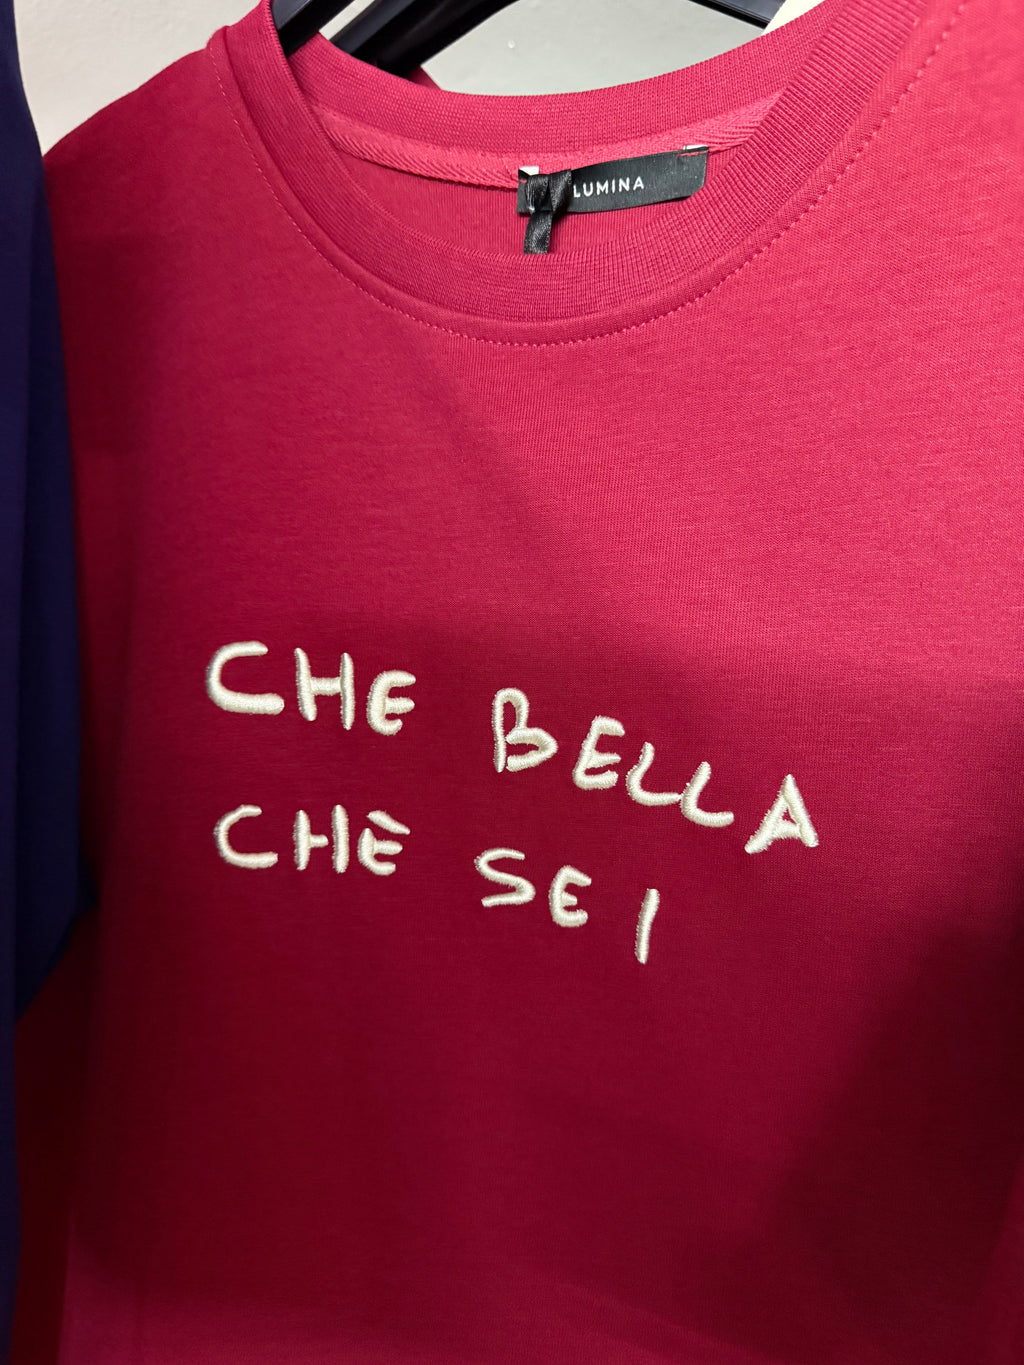 LUMINA
CHE BELLA
CHÈ SEI